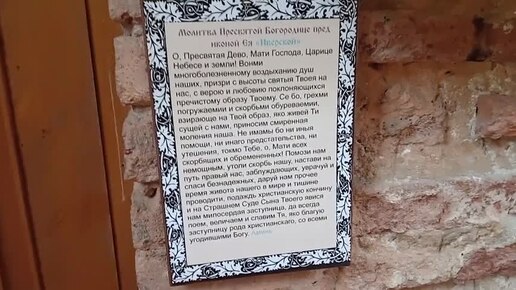 Молитва Пресвятой Богородице пред
иконой Ея «Иверской»
О, Пресвятая Дево, Мати Господа, Царице
Небесе и земли! Вонми
многоболезненному воздыханию душ
наших, призри с высоты святыя Твоея на
нас, с верою и любовию поклоняющихся
пречистому образу Твоему. Се бо, грехми
погружаемии и скорбьми обуреваемии,
взирающе на Твой образ, яко живей Ти
сущей с нами, приносим смиренная
моления наша. Не имамы бо ни иныя
помощи, ни инаго предстательства, ни
утешения, токмо Тебе, о, Мати всех
скорбящих и обремененных! Помози нам
немощным, утоли скорбь нашу, настави на
путь правый нас, заблуждающих, уврачуй и
спаси безнадежных, даруй нам прочее
время живота нашего в мире и тишине
проводити, подаждь христианскую кончину
и на Страшнем Суде Сына Твоего явися
нам милосердая заступница, да всегда
поем, величаем и славим Тя, яко благую
заступницу рода христианскаго, со всеми
угодившими Богу. Аминь